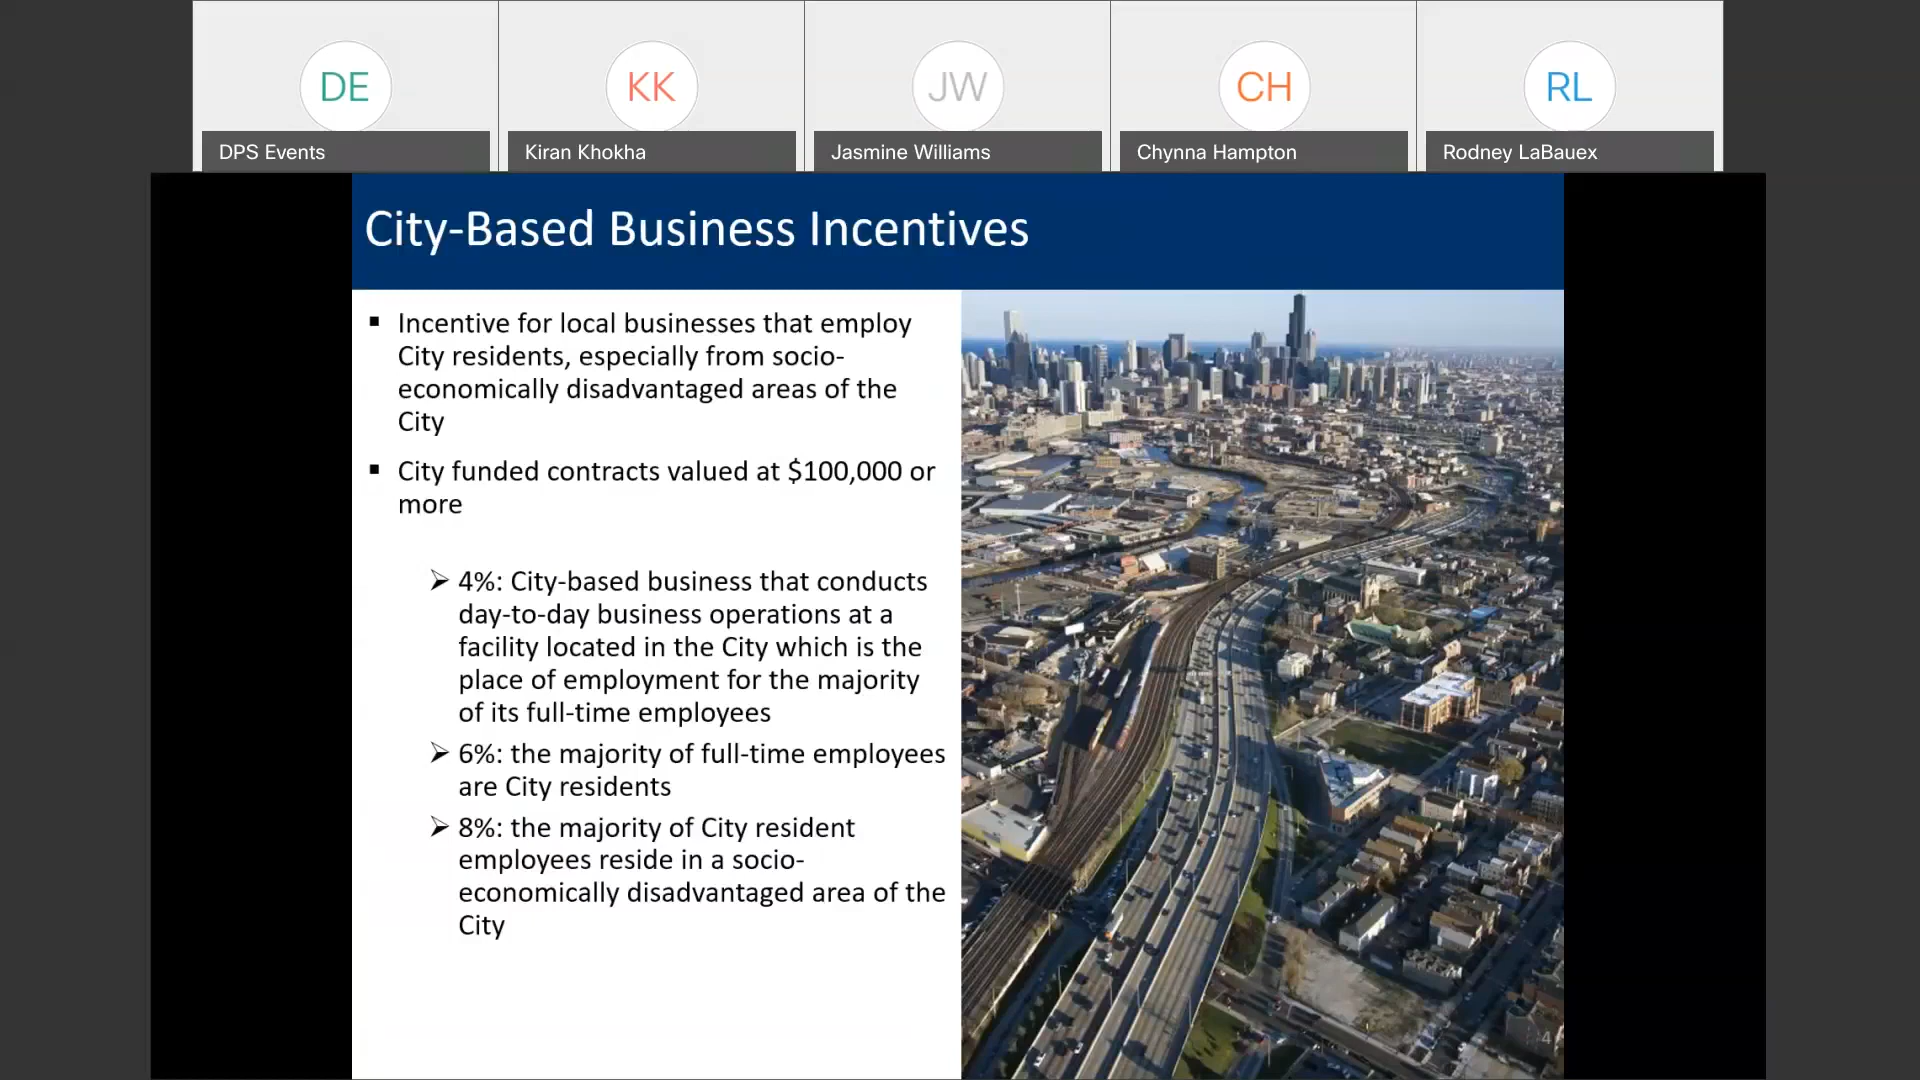 DE
KK
JW
CH
RL
DPS Events
Kiran Khokha
Jasmine Williams
Chynna Hampton
Rodney LaBauex
City-Based Business Incentives
▪ Incentive for local businesses that employ
City residents, especially from socio-
economically disadvantaged areas of the
City
▪ City funded contracts valued at $100,000 or
more
➢ 4%: City-based business that conducts
day-to-day business operations at a
facility located in the City which is the
place of employment for the majority
of its full-time employees
➢ 6%: the majority of full-time employees
are City residents
➢ 8%: the majority of City resident
employees reside in a socio-
economically disadvantaged area of the
City
4